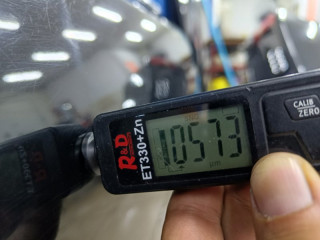 R&D
ET330+Zn
10573
CALIB
ZERO